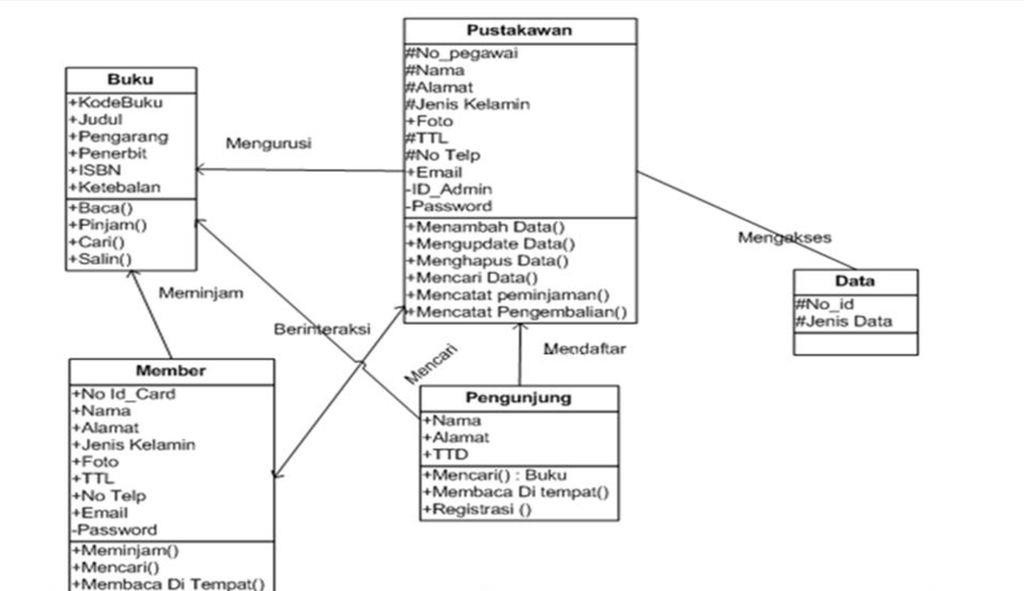 Pustakawan
#No_pegawai
#Nama
#Alamat
#Jenis Kelamin
+Foto
#TTL
#No Telp
+Email
-ID_Admin
-Password
+Menambah Data()
+Mengupdate Data()
+Menghapus Data()
+Mencari Data()
+Mencatat peminjaman()
+Mencatat Pengembalian()
Buku
+KodeBuku
+Judul
+Pengarang
+Penerbit
+ISBN
+Ketebalan
+Baca()
+Pinjam()
+Cari()
+Salin()
Mengurusi
Mengakses
Data
#No_id
#Jenis Data
Meminjam
Berinteraksi
Mencari
Mendaftar
Member
+No Id_Card
+Nama
+Alamat
+Jenis Kelamin
+Foto
+TTL
+No Telp
+Email
-Password
+Meminjam()
+Mencari()
+Membaca Di Tempat()
Pengunjung
+Nama
+Alamat
+TTD
+Mencari() : Buku
+Membaca Di tempat()
+Registrasi ()